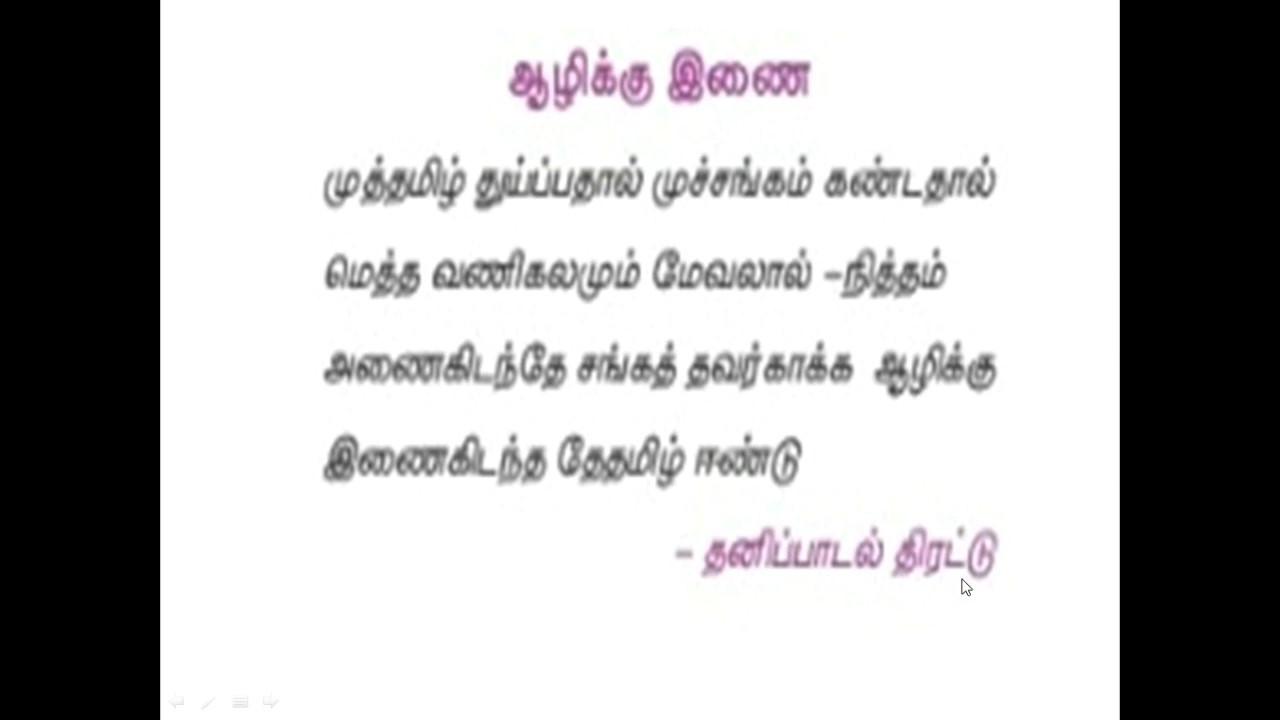 ஆழிக்கு இணை
முத்தமிழ் துய்ப்பதால் முச்சங்கம் கண்டதால்
மெத்த வணிகலமும் மேவலால் –நித்தம்
அணைகிடந்தே சங்கத் தவர்காக்க ஆழிக்கு
இணைகிடந்த தேதமிழ் ஈண்டு
– தனிப்பாடல் திரட்டு